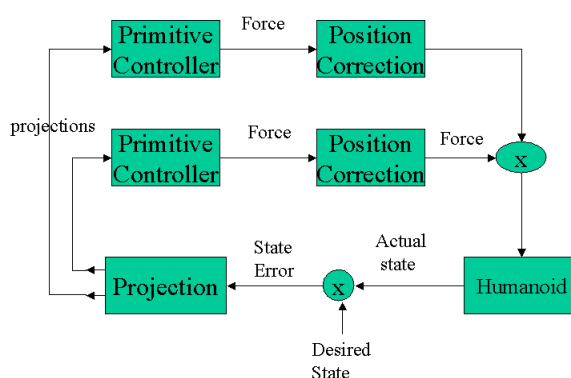 Force
Primitive
Controller
Position
Correction
projections
Primitive
Controller
Force
Position
Correction
Force
x
State
Error
Actual
state
Projection
x
Humanoid
Desired
State